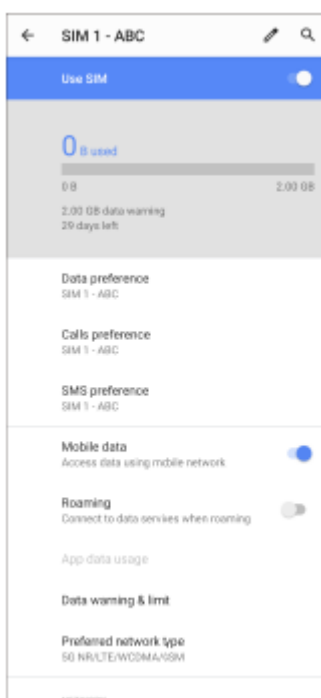 SIM 1 - ABC
Use SIM
0 B used
0 B 2.00 GB
2.00 GB data warning
29 days left
Data preference
SIM 1 - ABC
Calls preference
SIM 1 - ABC
SMS preference
SIM 1 - ABC
Mobile data
Access data using mobile network
Roaming
Connect to data services when roaming
App data usage
Data warning & limit
Preferred network type
5G NR/LTE/WCDMA/GSM